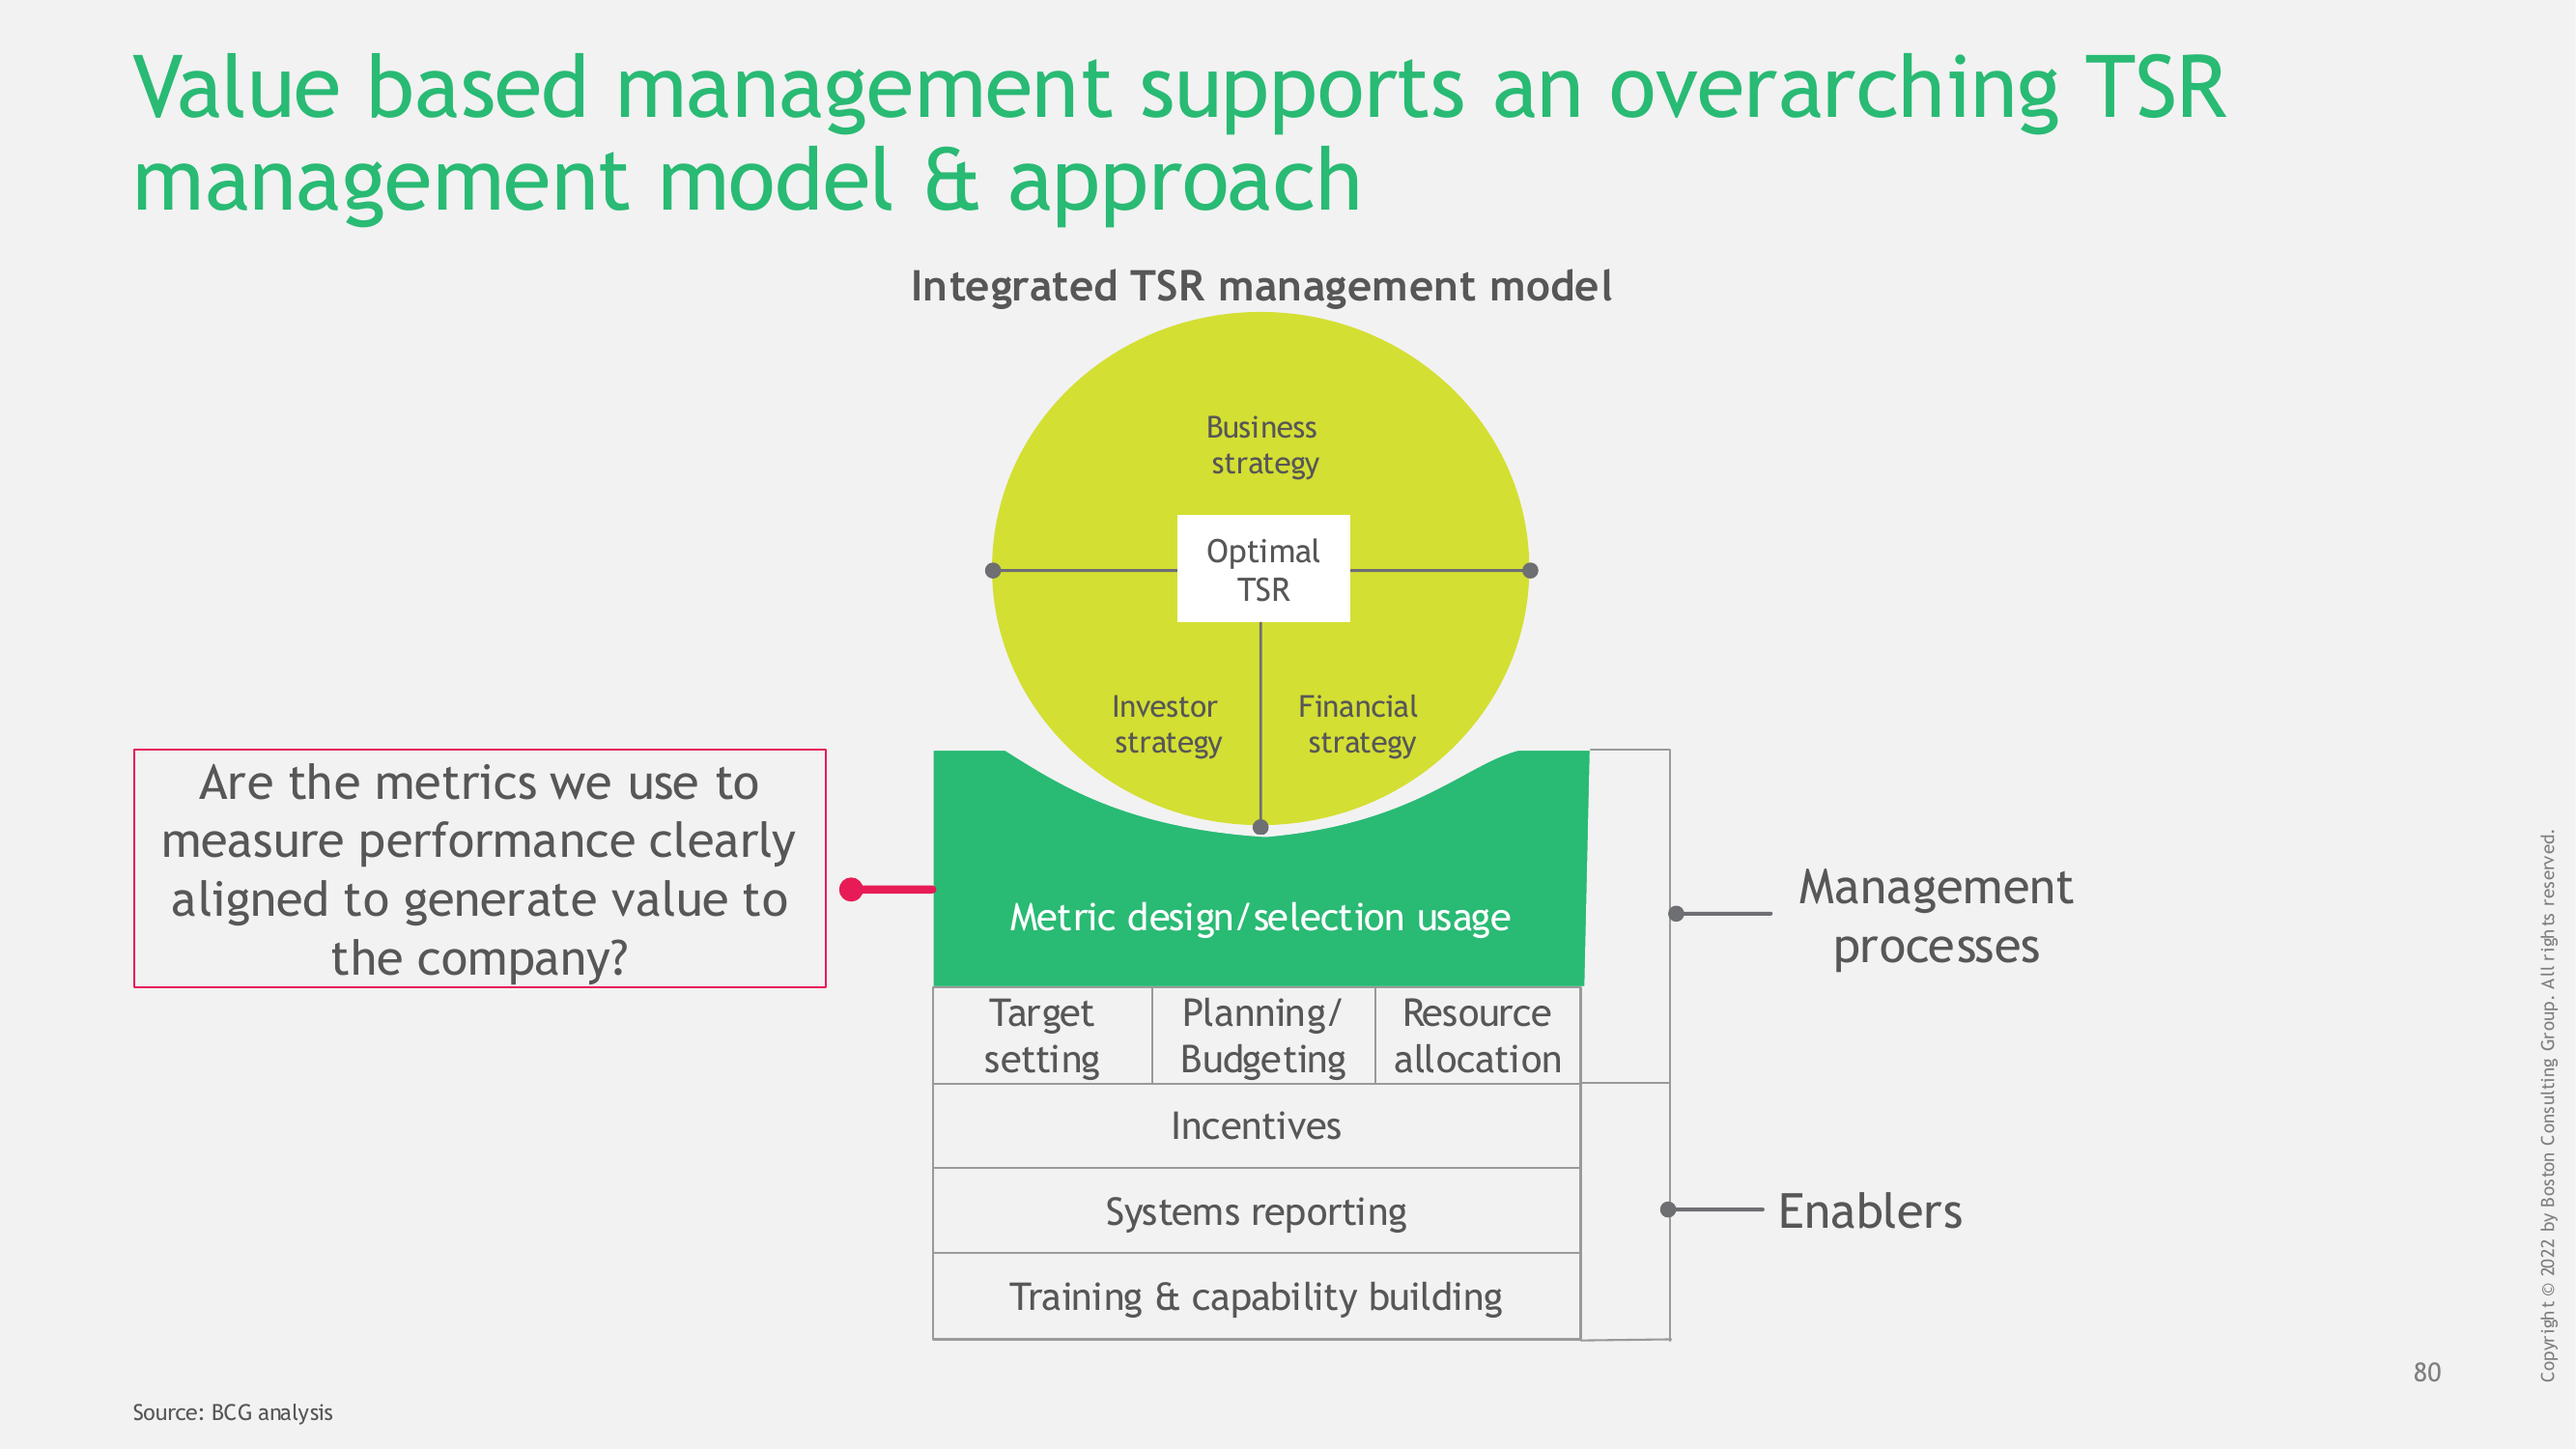 Value based management supports an overarching TSR
management model & approach
Integrated TSR management model
Business
strategy
Optimal
TSR
Investor
strategy
Financial
strategy
Are the metrics we use to
measure performance clearly
aligned to generate value to
the company?
Metric design/selection usage
Management
processes
Target
setting
Planning/
Budgeting
Resource
allocation
Incentives
Systems reporting
Enablers
Training & capability building
80
Source: BCG analysis
Copyright © 2022 by Boston Consulting Group. All rights reserved.